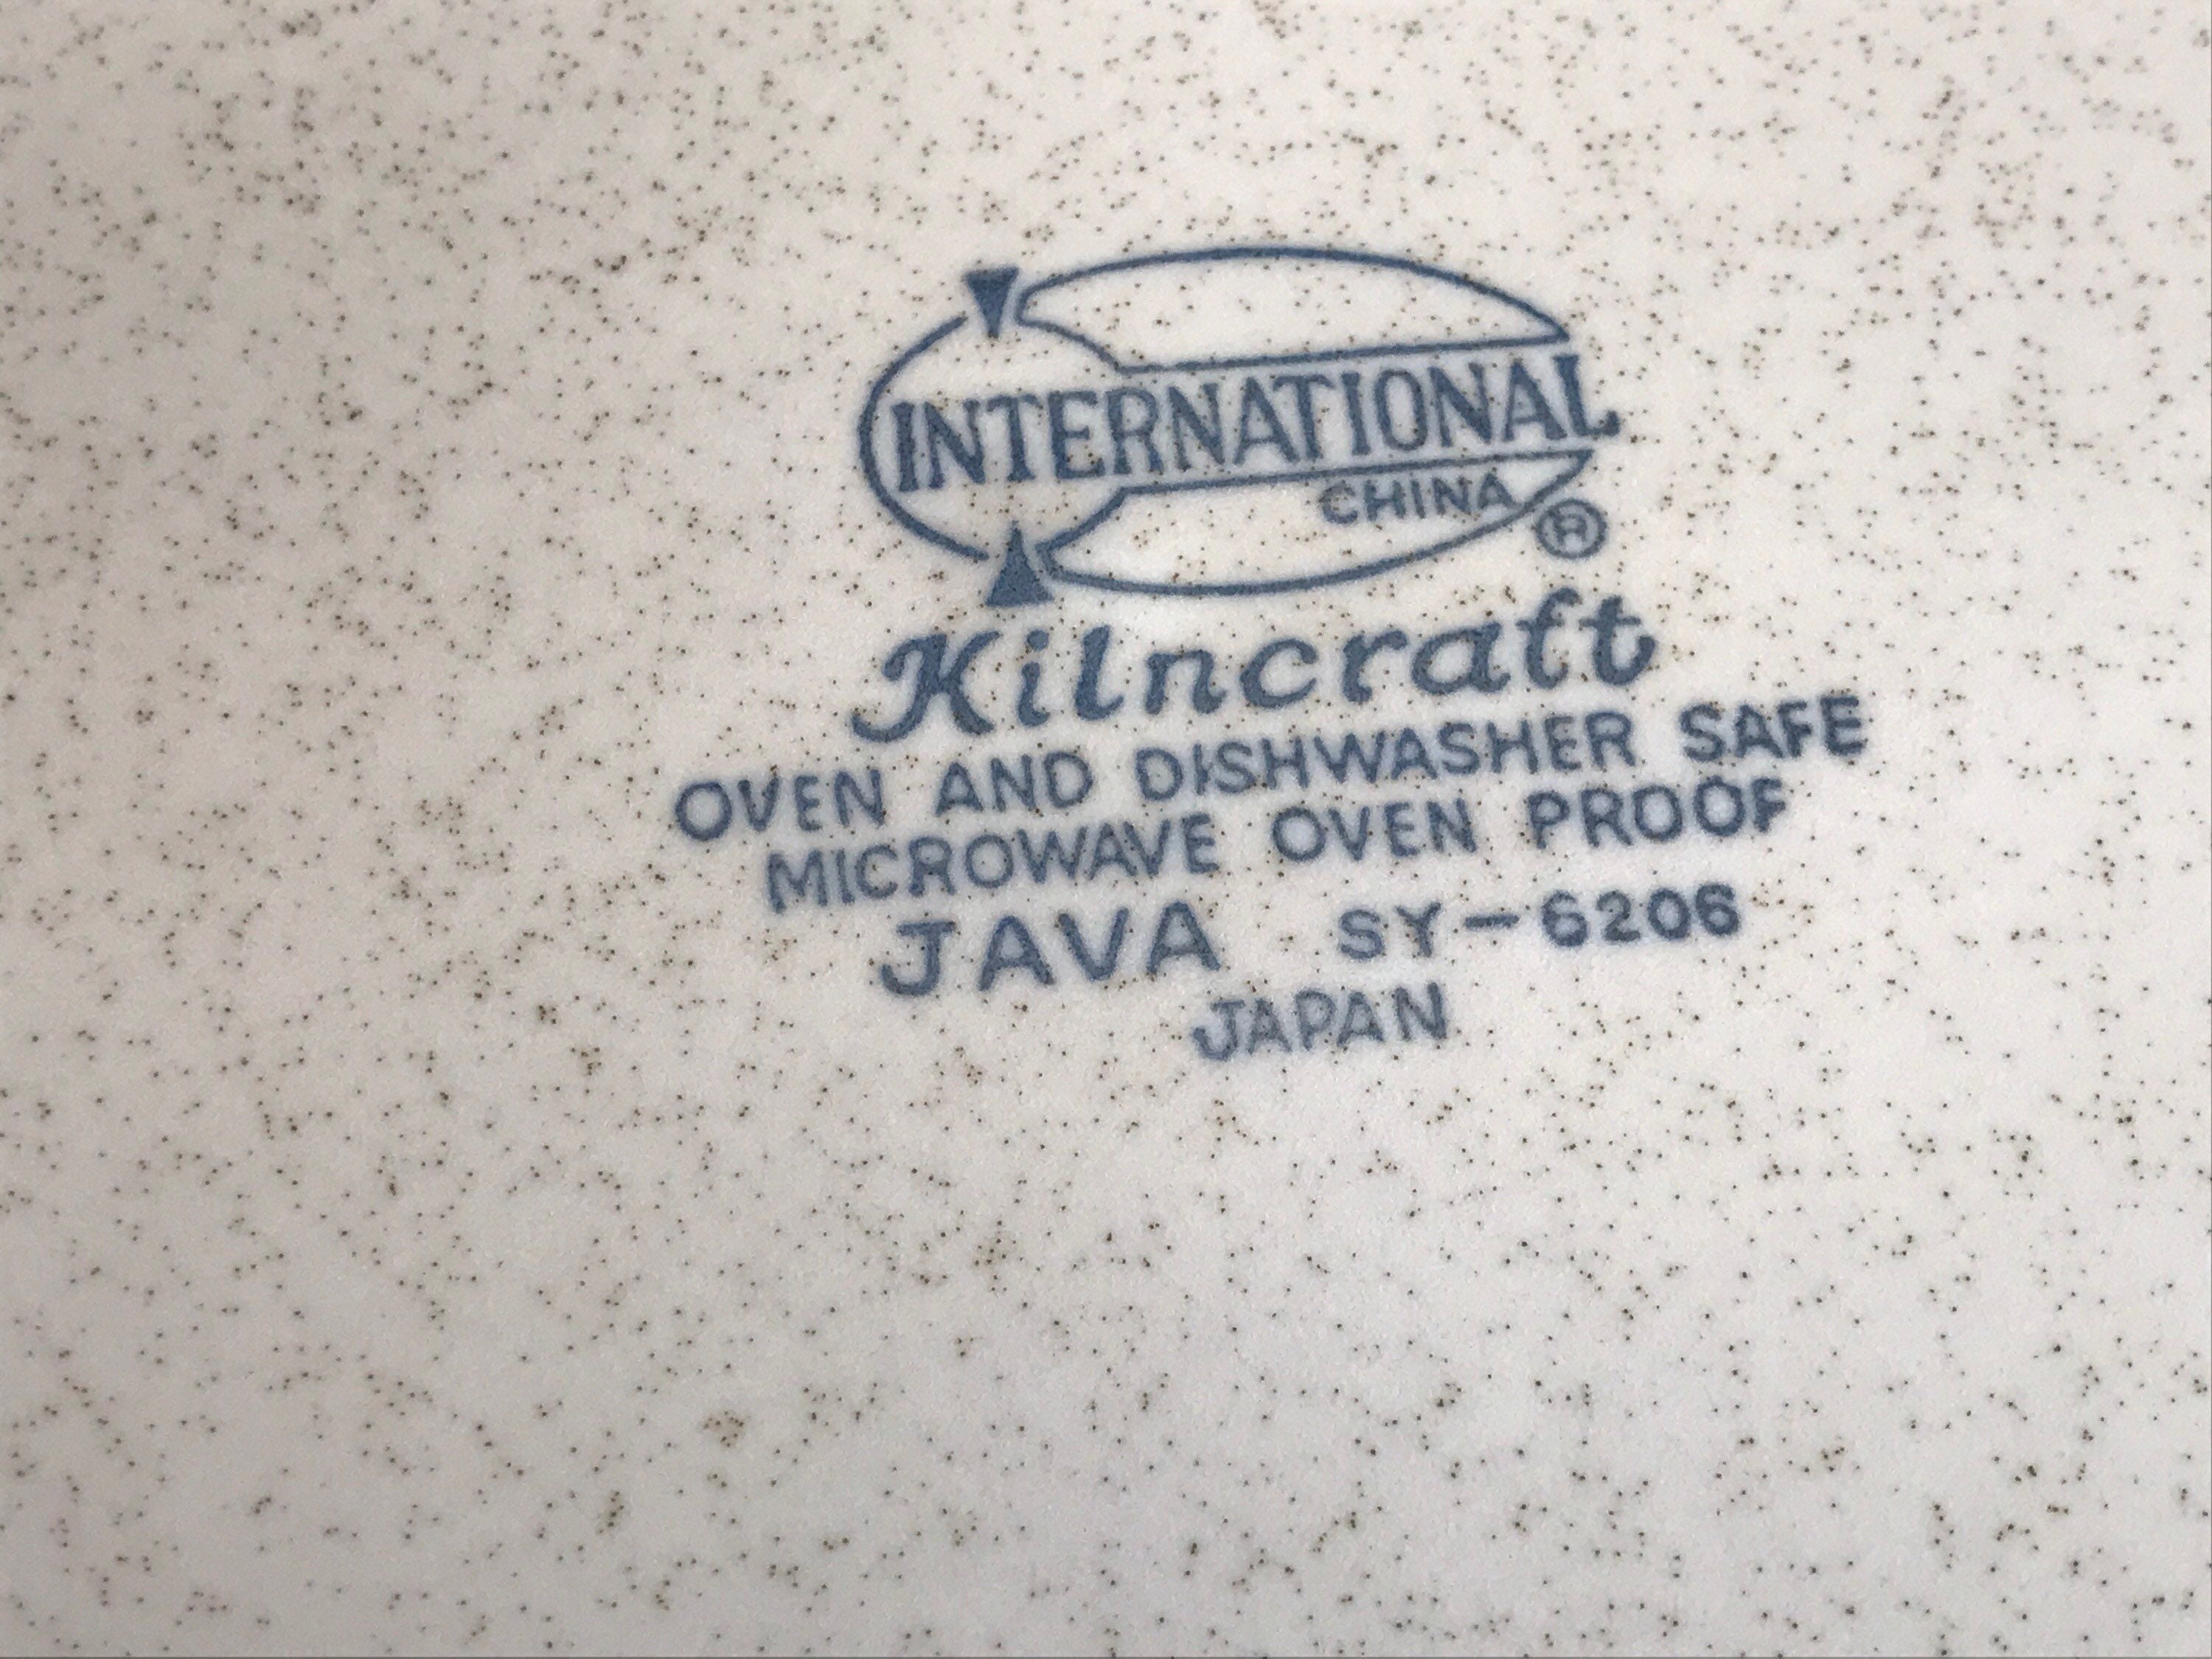 INTERNATIONAL
CHINA ®
Kilncraft
OVEN AND DISHWASHER SAFE
MICROWAVE OVEN PROOF
JAVA SY-6206
JAPAN